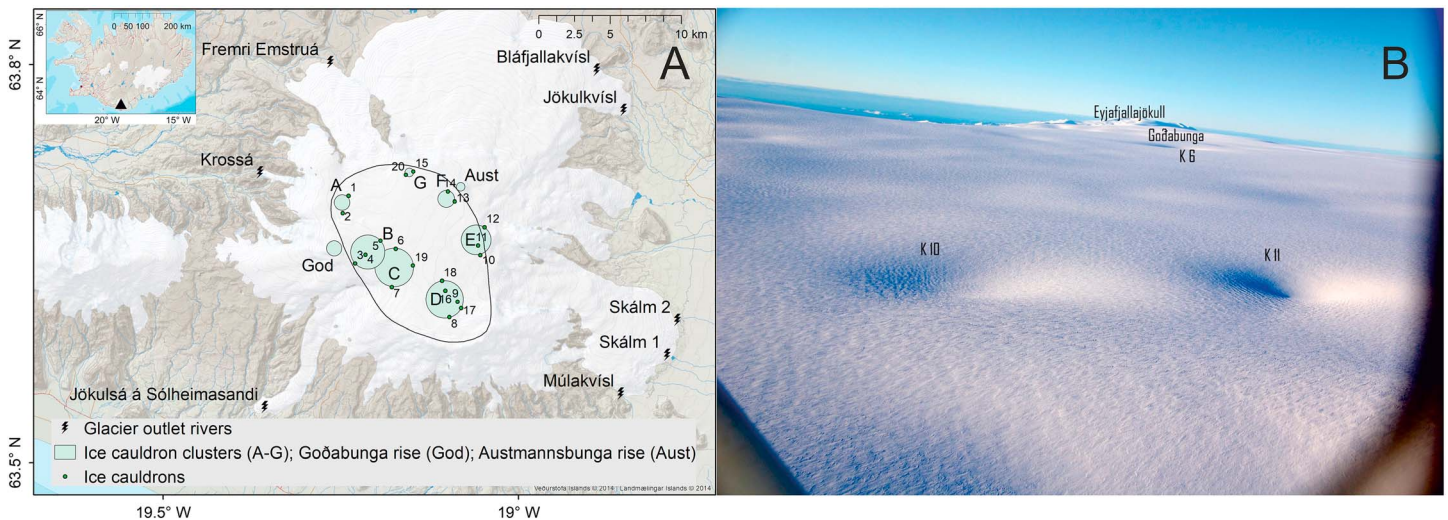 66° N
64° N
20° W
15° W
0 50 100 200 km
63.8° N
63.5° N
19.5° W
19° W
0 2.5 5 10 km
A
Fremri Emstruá
Bláfjallakvísl
Jökulkvísl
Krossá
20
15
G
F
14
13
Aust
A
1
2
12
E
11
10
B
5
6
3
4
C
19
7
God
18
D
16
9
17
8
Skálm 2
Skálm 1
Múlakvísl
Jökulsá á Sólheimasandi
Glacier outlet rivers
Ice cauldron clusters (A-G); Goðabunga rise (God); Austmannsbunga rise (Aust)
Ice cauldrons
Veðurstofa Íslands © 2014 | Landmælingar Íslands © 2014
B
Eyjafjallajökull
Goðabunga
K 6
K 10
K 11